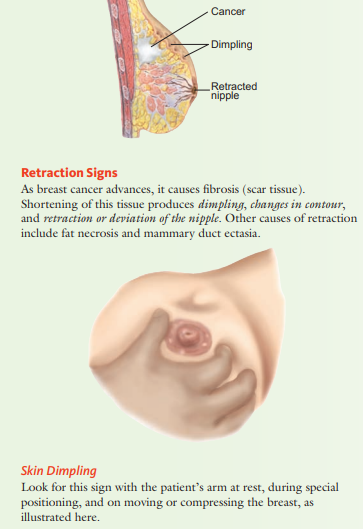 Cancer
Dimpling
Retracted
nipple
Retraction Signs
As breast cancer advances, it causes fibrosis (scar tissue).
Shortening of this tissue produces dimpling, changes in contour,
and retraction or deviation of the nipple. Other causes of retraction
include fat necrosis and mammary duct ectasia.
Skin Dimpling
Look for this sign with the patient’s arm at rest, during special
positioning, and on moving or compressing the breast, as
illustrated here.